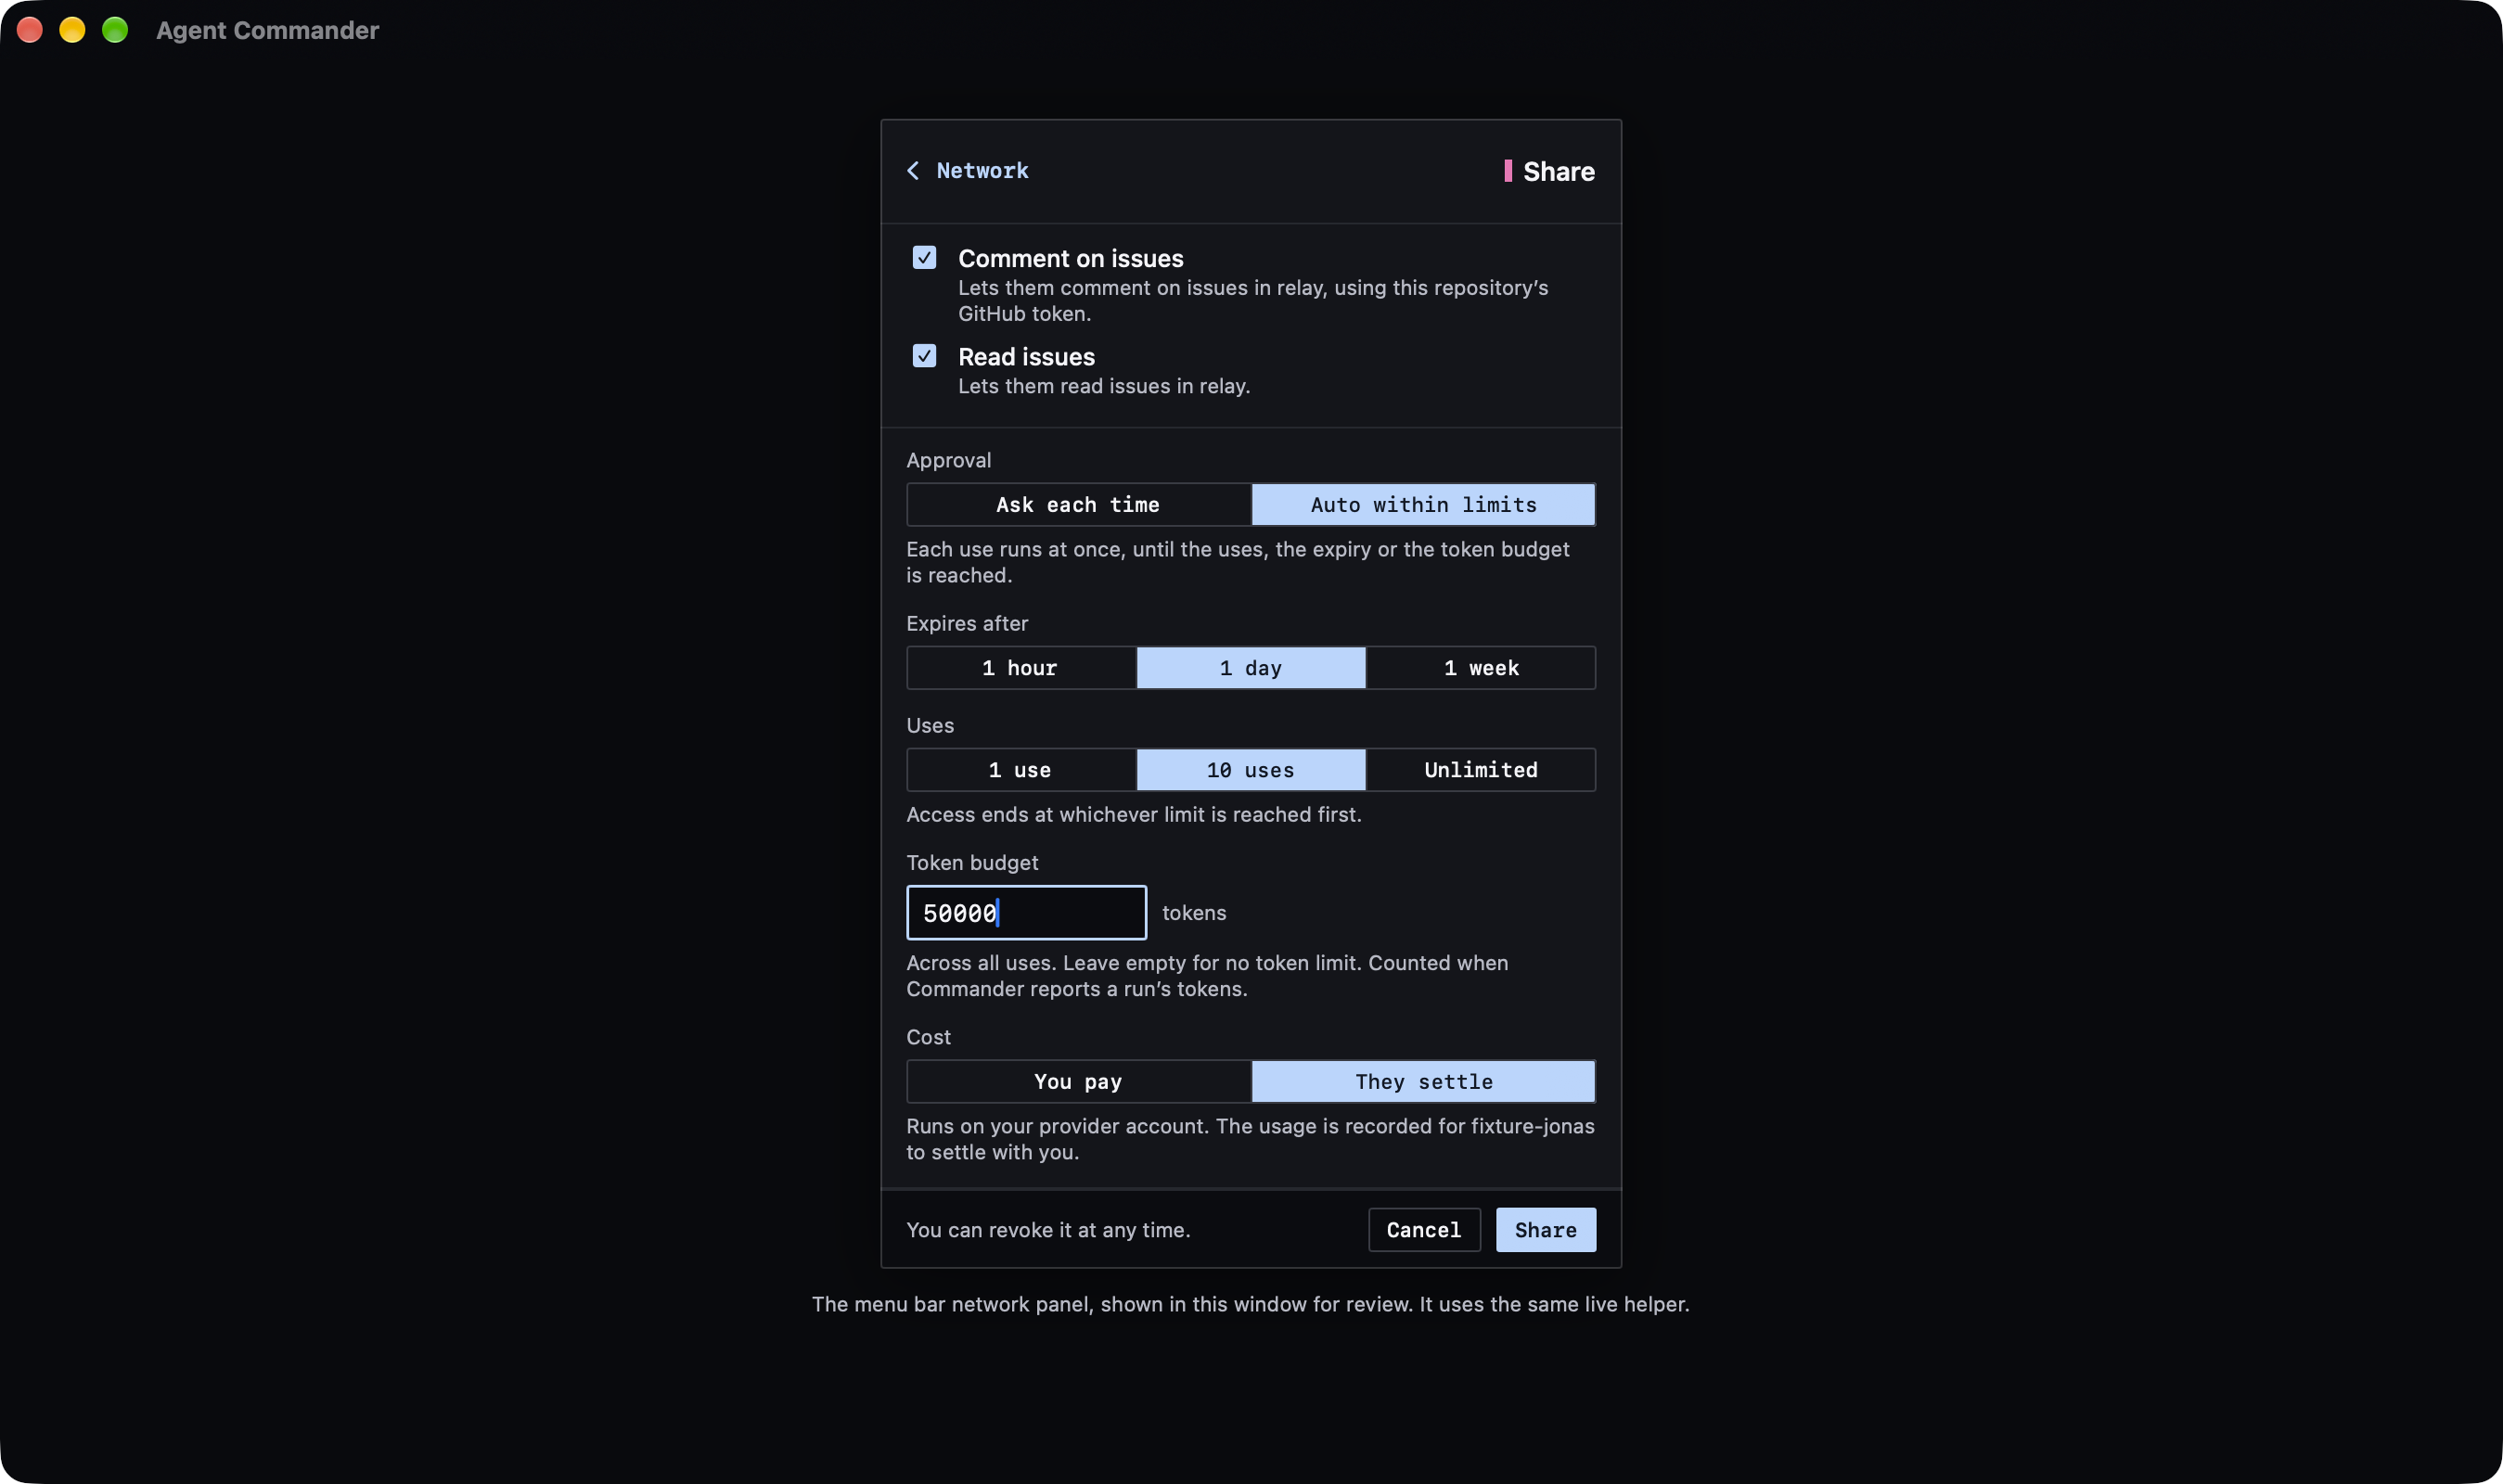 Agent Commander
Network
Share
Comment on issues
Lets them comment on issues in relay, using this repository’s
GitHub token.
Read issues
Lets them read issues in relay.
Approval
Ask each time
Auto within limits
Each use runs at once, until the uses, the expiry or the token budget
is reached.
Expires after
1 hour
1 day
1 week
Uses
1 use
10 uses
Unlimited
Access ends at whichever limit is reached first.
Token budget
50000
tokens
Across all uses. Leave empty for no token limit. Counted when
Commander reports a run’s tokens.
Cost
You pay
They settle
Runs on your provider account. The usage is recorded for fixture-jonas
to settle with you.
You can revoke it at any time.
Cancel
Share
The menu bar network panel, shown in this window for review. It uses the same live helper.